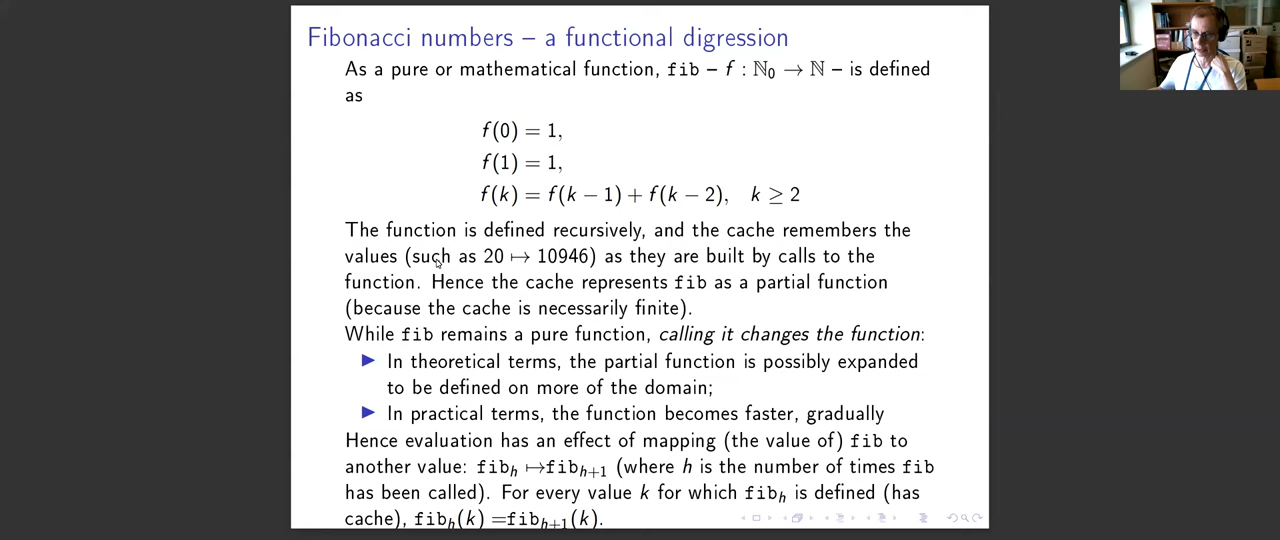 Fibonacci numbers – a functional digression
As a pure or mathematical function, fib – f : ℕ₀ → ℕ – is defined
as
f(0) = 1,
f(1) = 1,
f(k) = f(k − 1) + f(k − 2), k ≥ 2
The function is defined recursively, and the cache remembers the
values (such as 20 ↦ 10946) as they are built by calls to the
function. Hence the cache represents fib as a partial function
(because the cache is necessarily finite).
While fib remains a pure function, calling it changes the function:
▶ In theoretical terms, the partial function is possibly expanded
to be defined on more of the domain;
▶ In practical terms, the function becomes faster, gradually
Hence evaluation has an effect of mapping (the value of) fib to
another value: fibₕ ↦fibₕ₊₁ (where h is the number of times fib
has been called). For every value k for which fibₕ is defined (has
cache), fibₕ(k) =fibₕ₊₁(k).